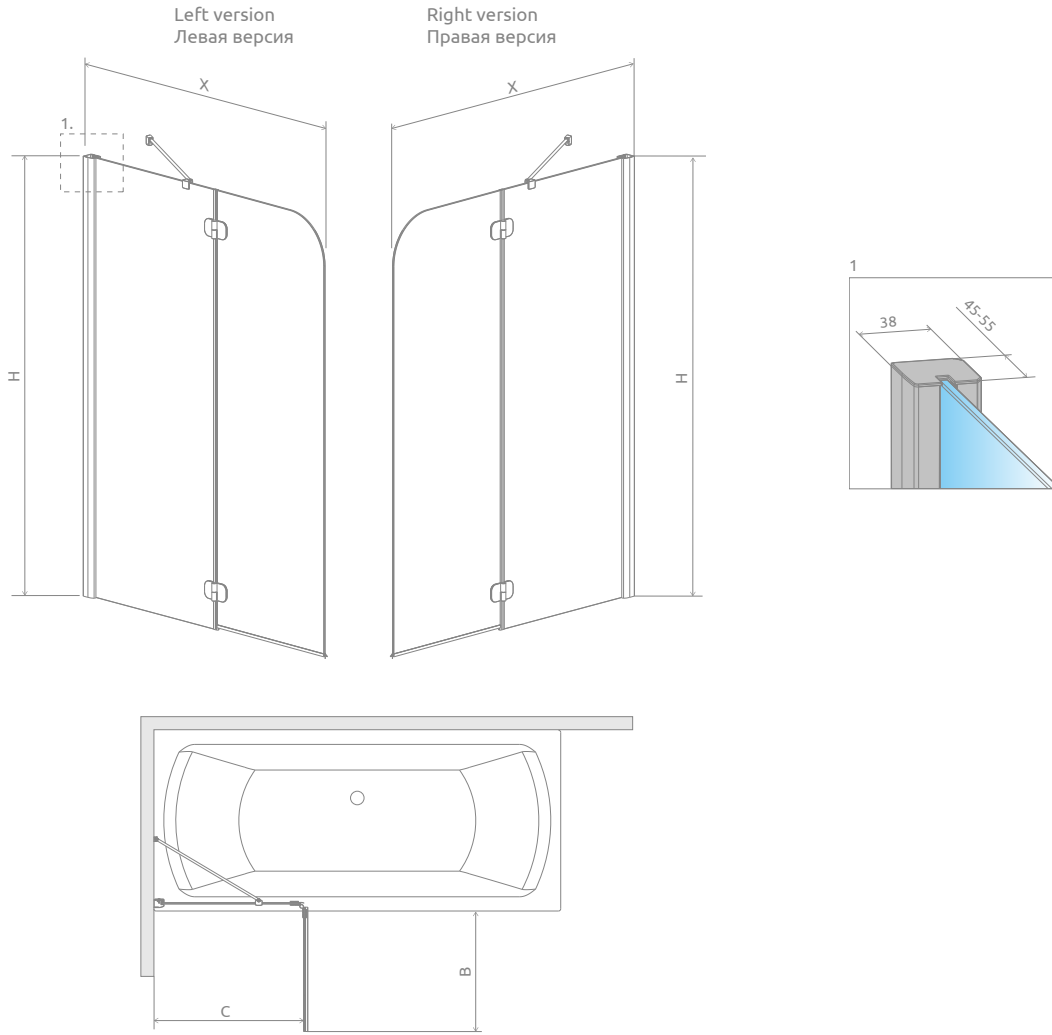 Left version
Левая версия
Right version
Правая версия
X
X
1.
H
H
1
38
45-55
B
C